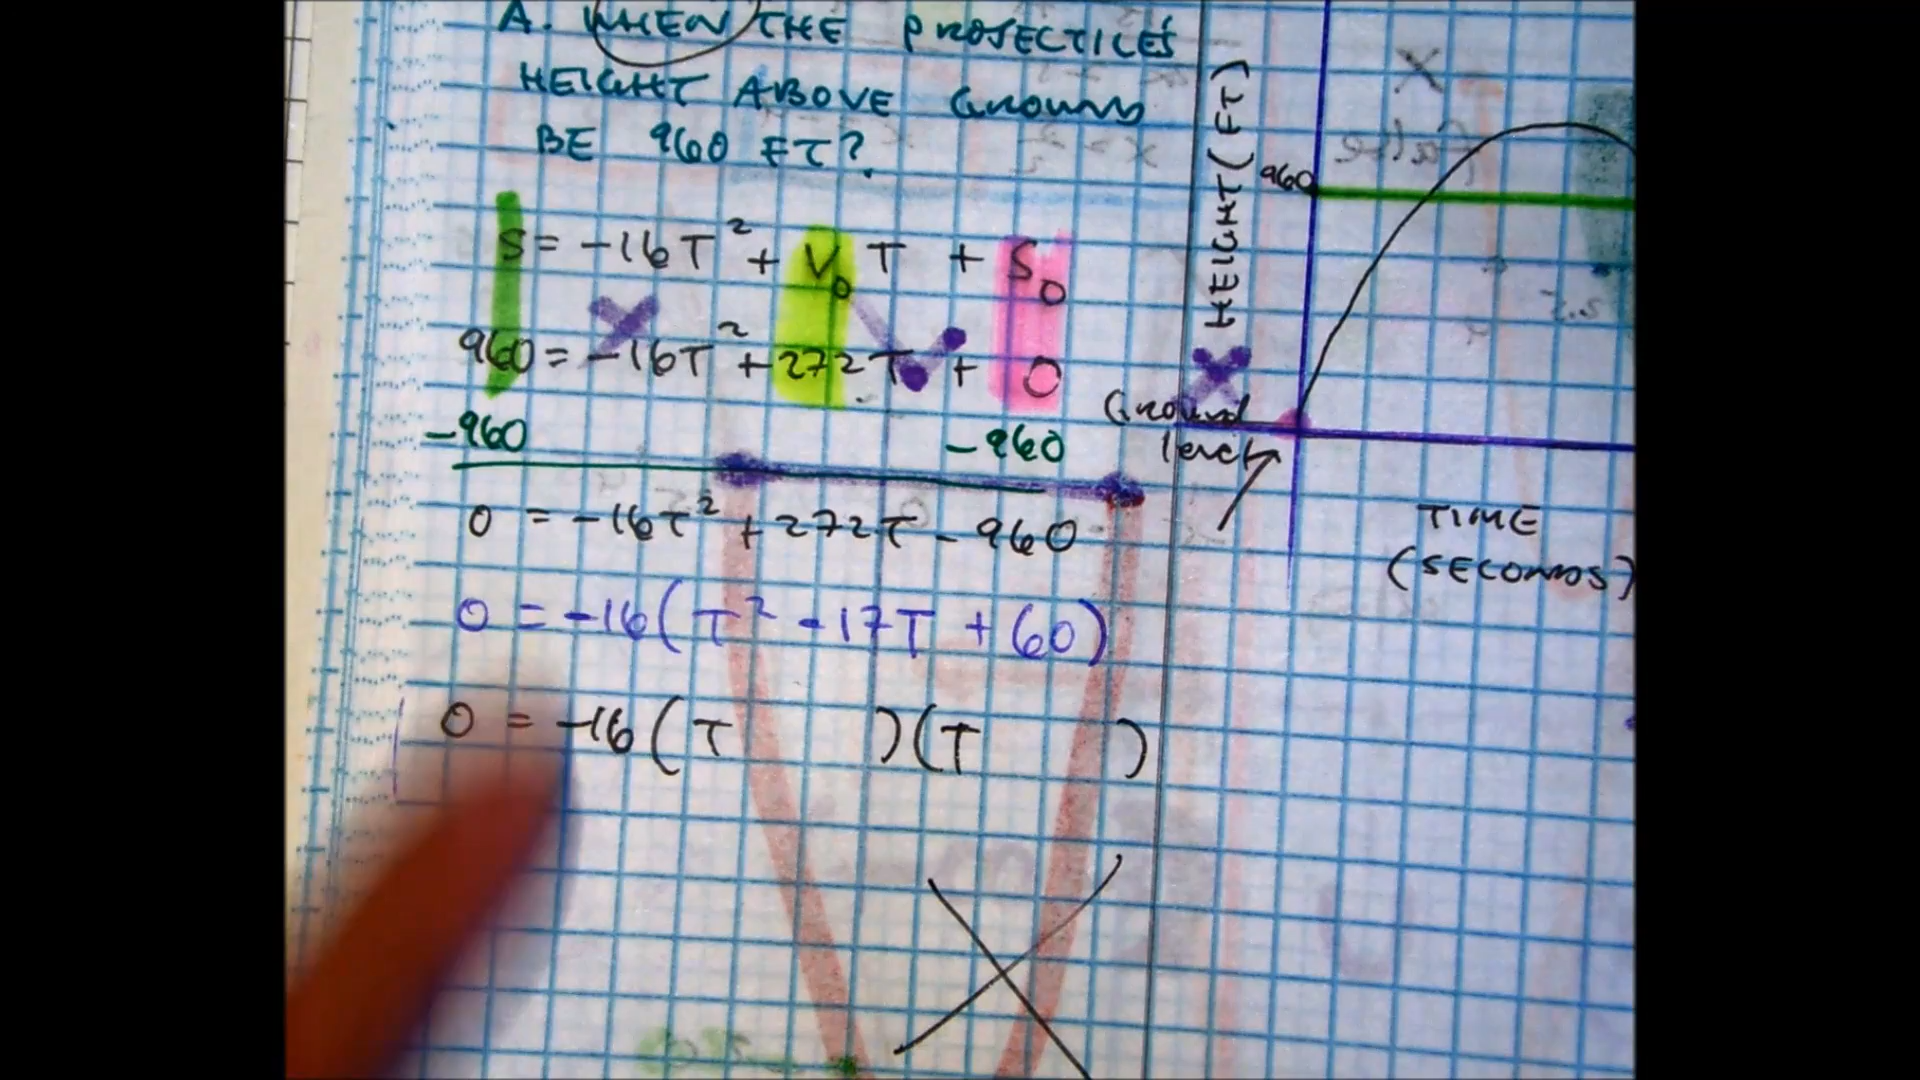 A. WHEN THE PROJECTILE'S
HEIGHT ABOVE GROUND
BE 960 FT?
S = -16T² + V₀T + S₀
960 = -16T² + 272T + 0
-960 -960
0 = -16T² + 272T - 960
0 = -16(T² - 17T + 60)
0 = -16(T )(T )
HEIGHT (FT)
960
Ground
level
TIME
(SECONDS)